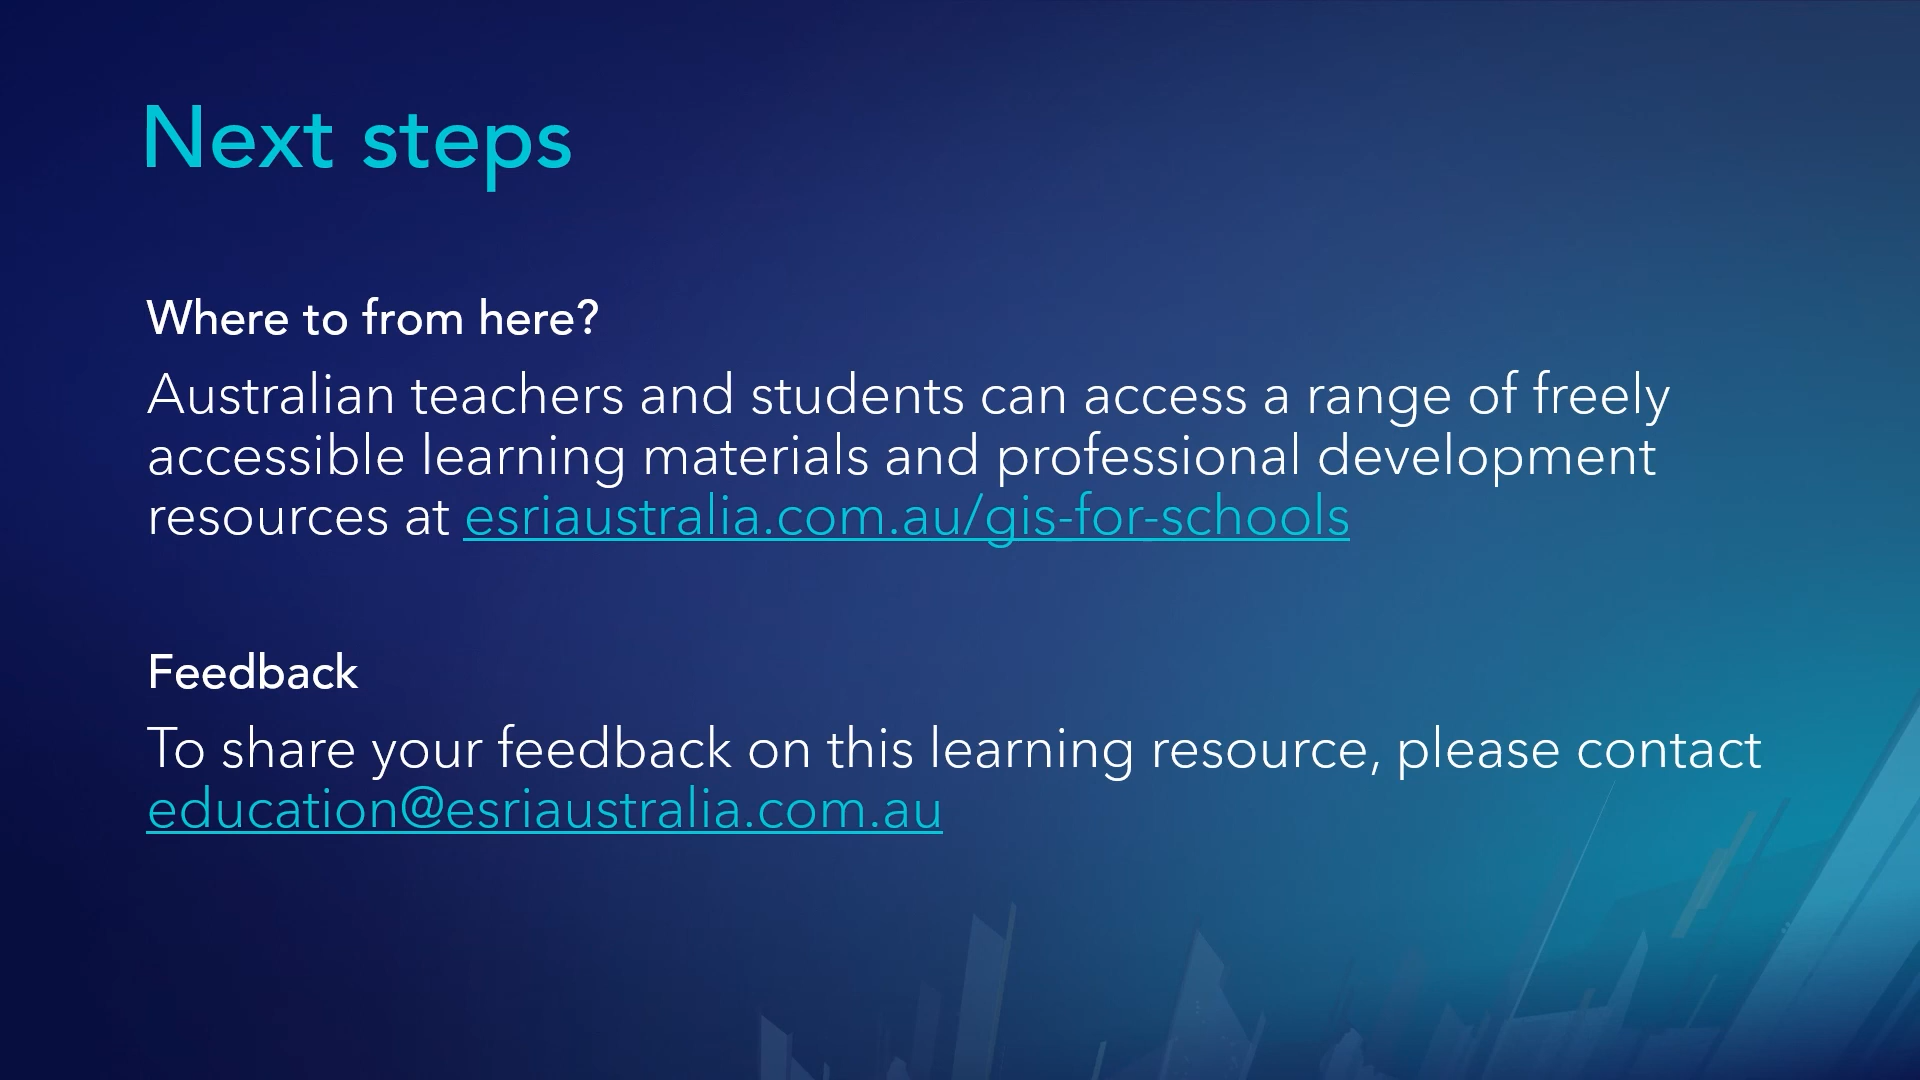 Next steps
Where to from here?
Australian teachers and students can access a range of freely
accessible learning materials and professional development
resources at esriaustralia.com.au/gis-for-schools
Feedback
To share your feedback on this learning resource, please contact
education@esriaustralia.com.au